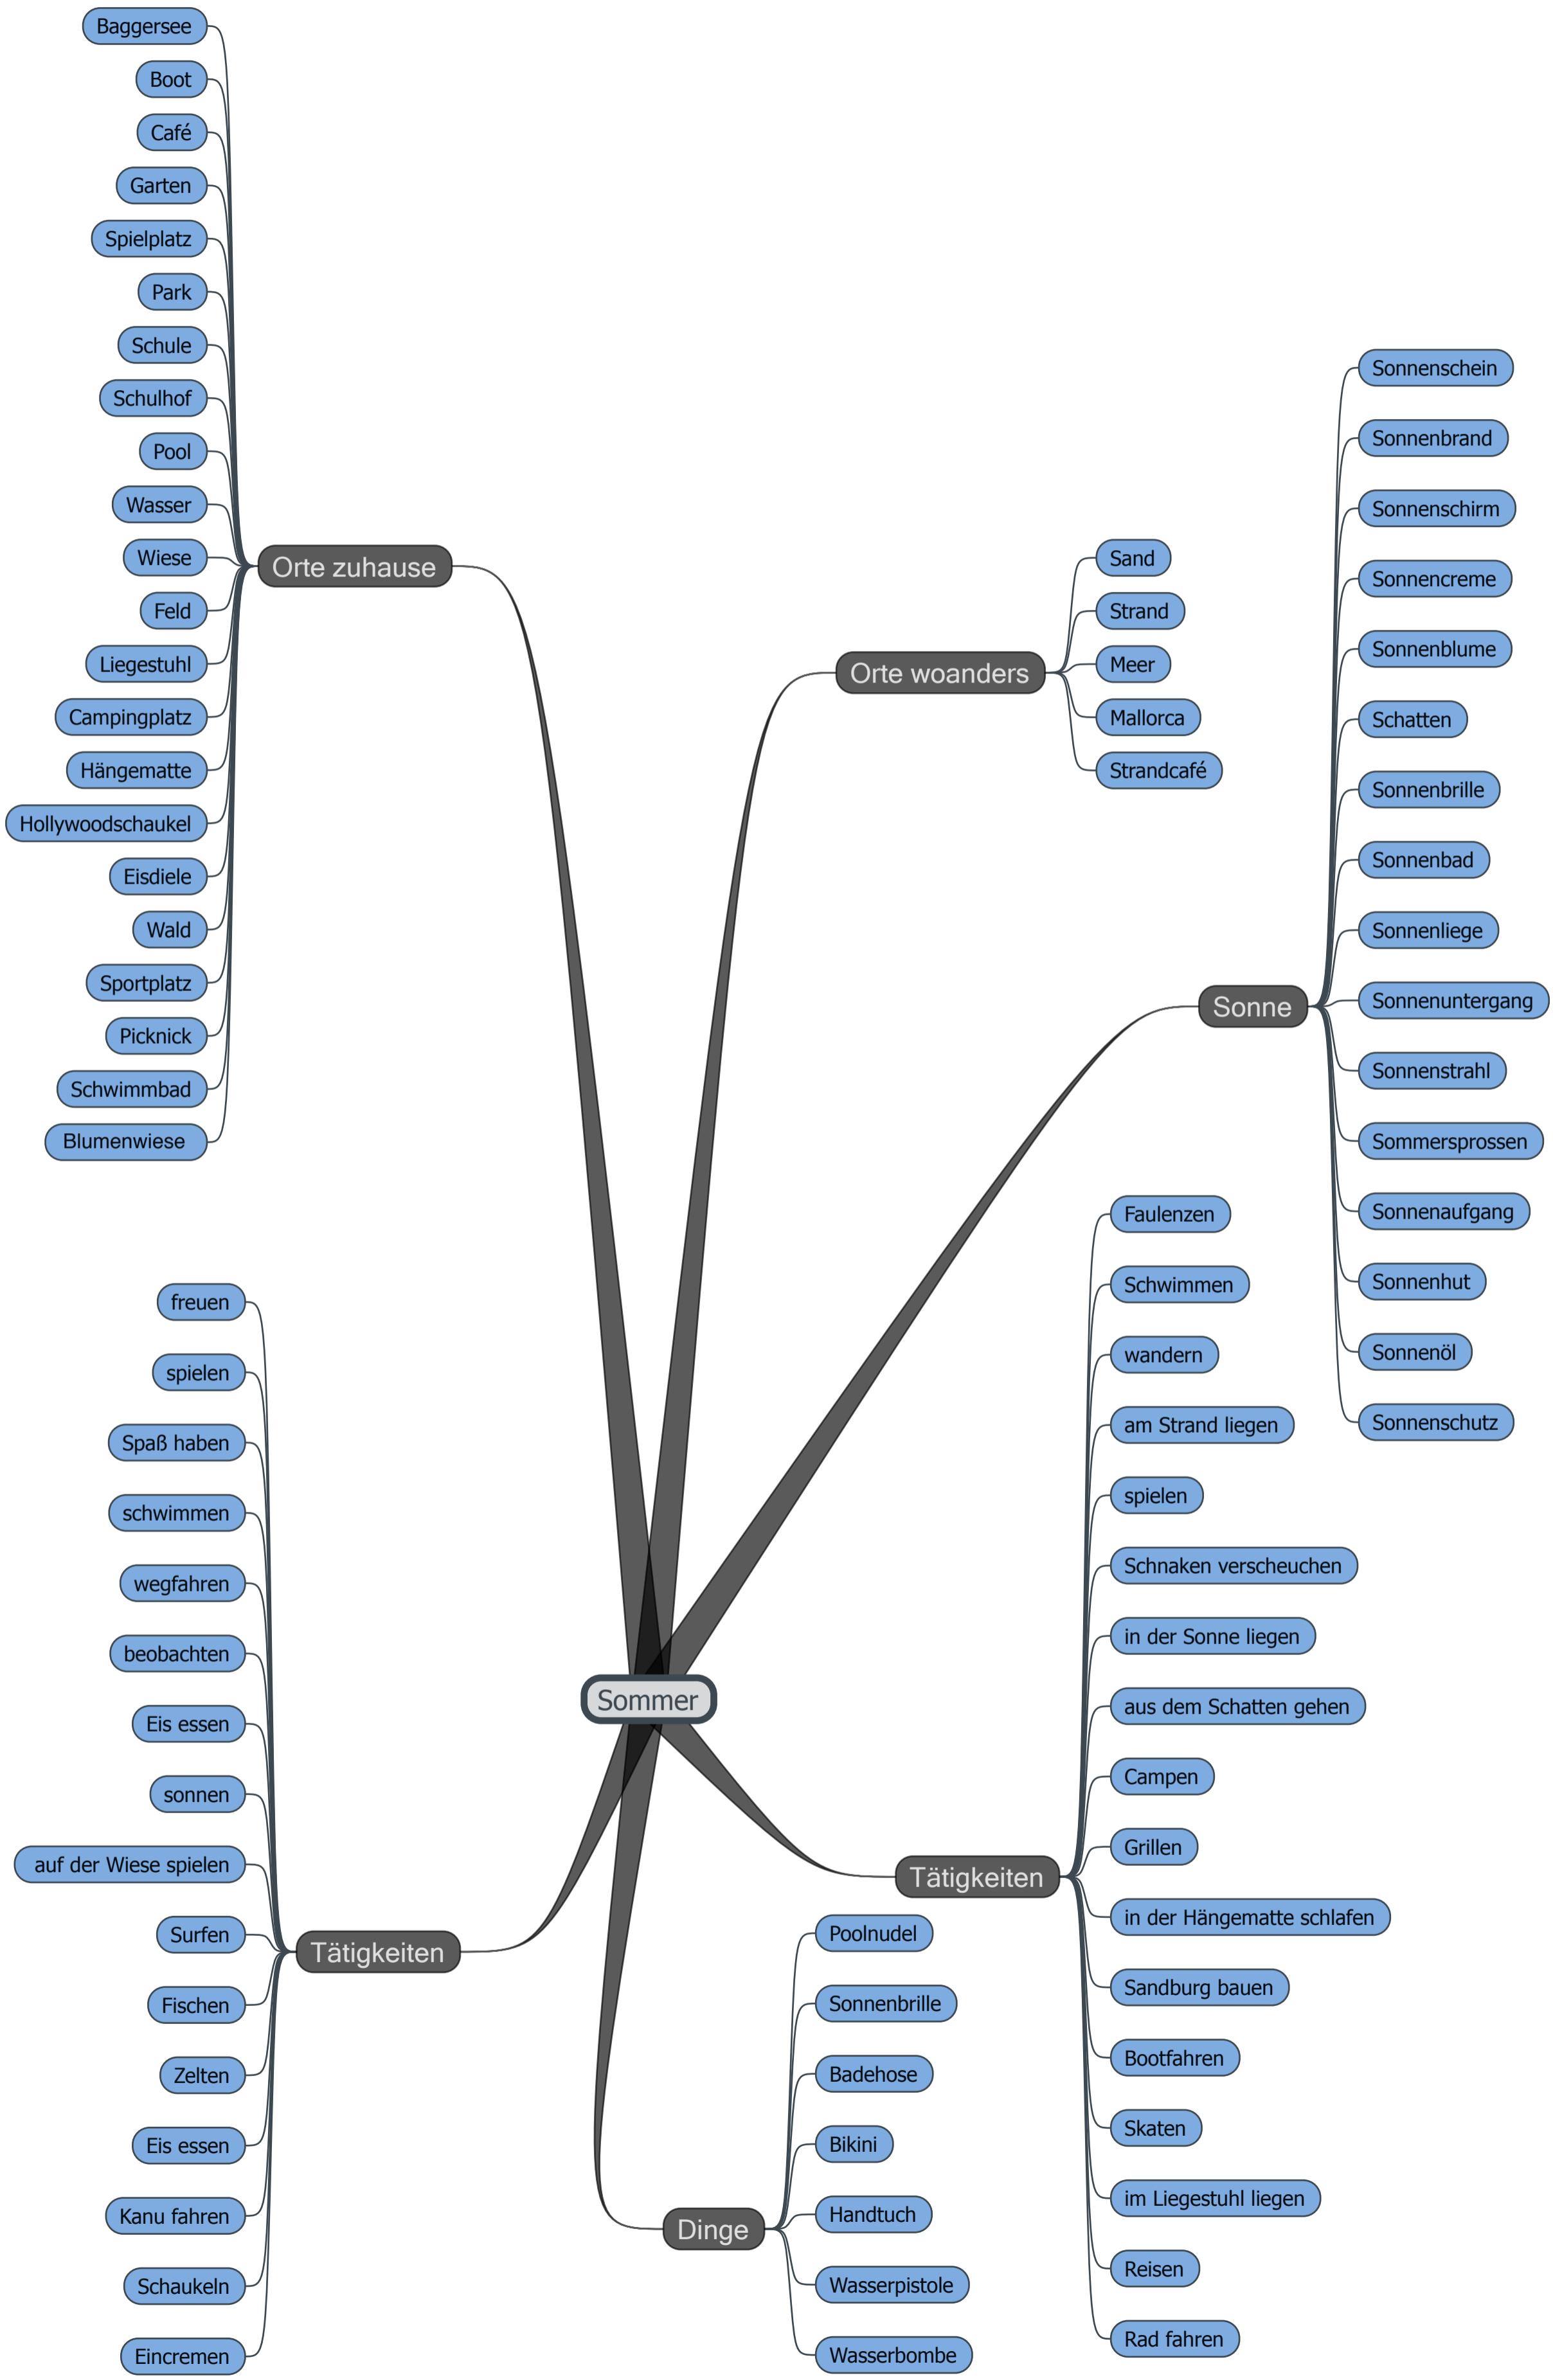 Baggersee
Boot
Café
Garten
Spielplatz
Park
Schule
Schulhof
Pool
Wasser
Wiese
Feld
Liegestuhl
Campingplatz
Hängematte
Hollywoodschaukel
Eisdiele
Wald
Sportplatz
Picknick
Schwimmbad
Blumenwiese
Orte zuhause
Orte woanders
Sand
Strand
Meer
Mallorca
Strandcafé
Sonne
Sonnenschein
Sonnenbrand
Sonnenschirm
Sonnencreme
Sonnenblume
Schatten
Sonnenbrille
Sonnenbad
Sonnenliege
Sonnenuntergang
Sonnenstrahl
Sommersprossen
Sonnenaufgang
Sonnenhut
Sonnenöl
Sonnenschutz
Sommer
freuen
spielen
Spaß haben
schwimmen
wegfahren
beobachten
Eis essen
sonnen
auf der Wiese spielen
Surfen
Fischen
Zelten
Eis essen
Kanu fahren
Schaukeln
Eincremen
Tätigkeiten
Dinge
Poolnudel
Sonnenbrille
Badehose
Bikini
Handtuch
Wasserpistole
Wasserbombe
Tätigkeiten
Faulenzen
Schwimmen
wandern
am Strand liegen
spielen
Schnaken verscheuchen
in der Sonne liegen
aus dem Schatten gehen
Campen
Grillen
in der Hängematte schlafen
Sandburg bauen
Bootfahren
Skaten
im Liegestuhl liegen
Reisen
Rad fahren